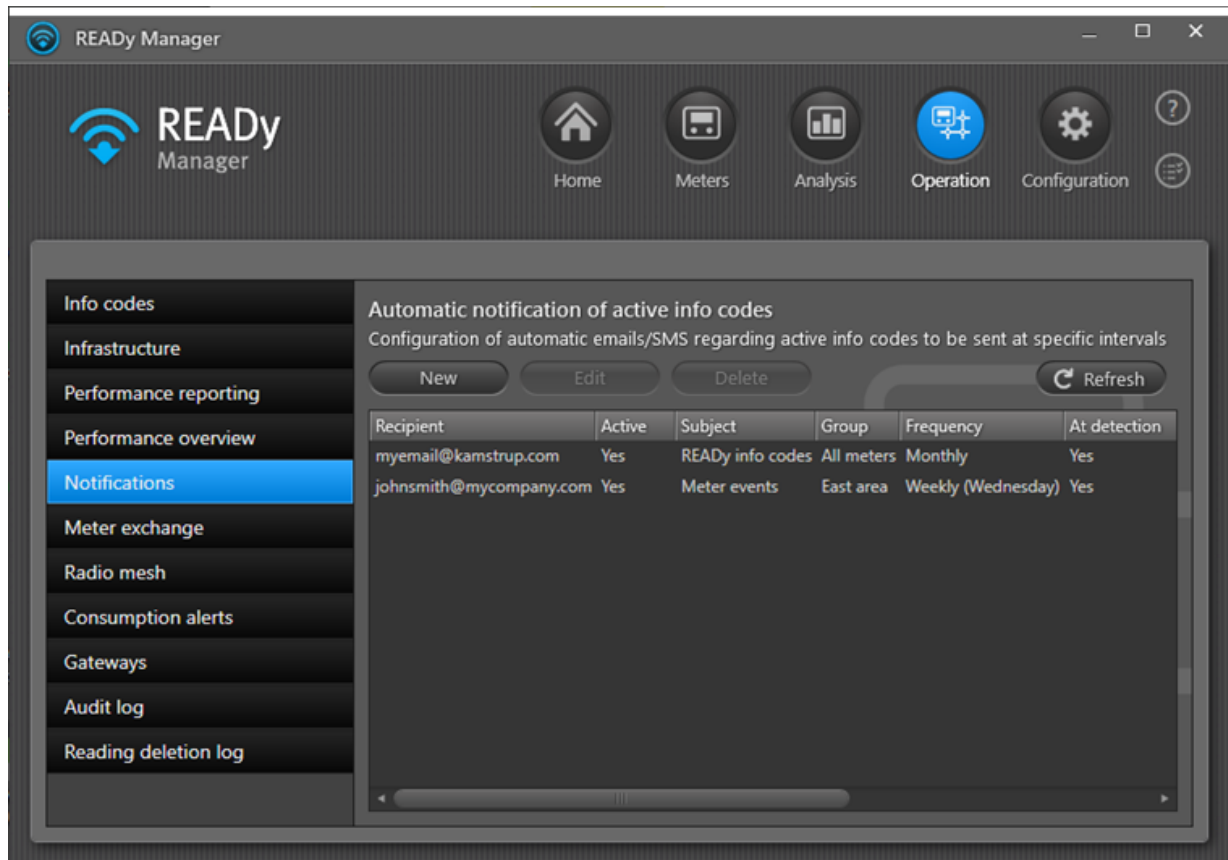 READy Manager
READy
Manager
Home Meters Analysis Operation Configuration
?
Info codes
Infrastructure
Performance reporting
Performance overview
Notifications
Meter exchange
Radio mesh
Consumption alerts
Gateways
Audit log
Reading deletion log
Automatic notification of active info codes
Configuration of automatic emails/SMS regarding active info codes to be sent at specific intervals
New Edit Delete Refresh
Recipient Active Subject Group Frequency At detection
myemail@kamstrup.com Yes READy info codes All meters Monthly Yes
johnsmith@mycompany.com Yes Meter events East area Weekly (Wednesday) Yes